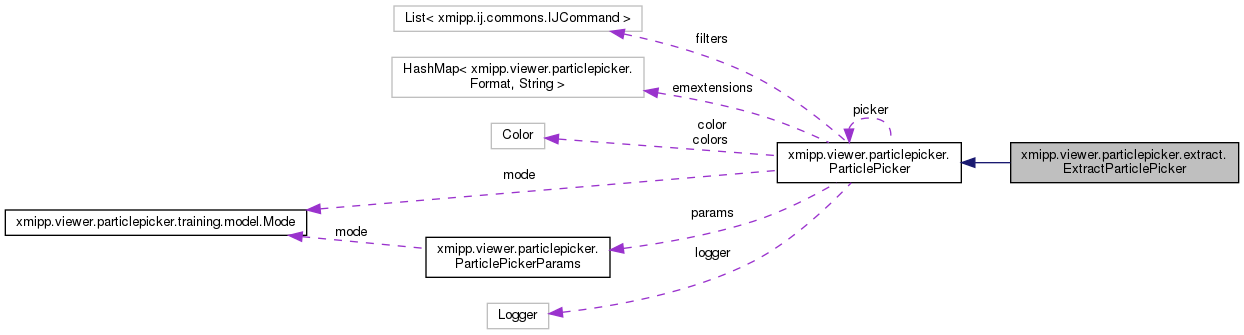 List< xmipp.ij.commons.IJCommand >
filters
HashMap< xmipp.viewer.particlepicker.
Format, String >
emextensions
picker
Color
color
colors
xmipp.viewer.particlepicker.
ParticlePicker
xmipp.viewer.particlepicker.extract.
ExtractParticlePicker
mode
xmipp.viewer.particlepicker.training.model.Mode
mode
params
xmipp.viewer.particlepicker.
ParticlePickerParams
logger
Logger